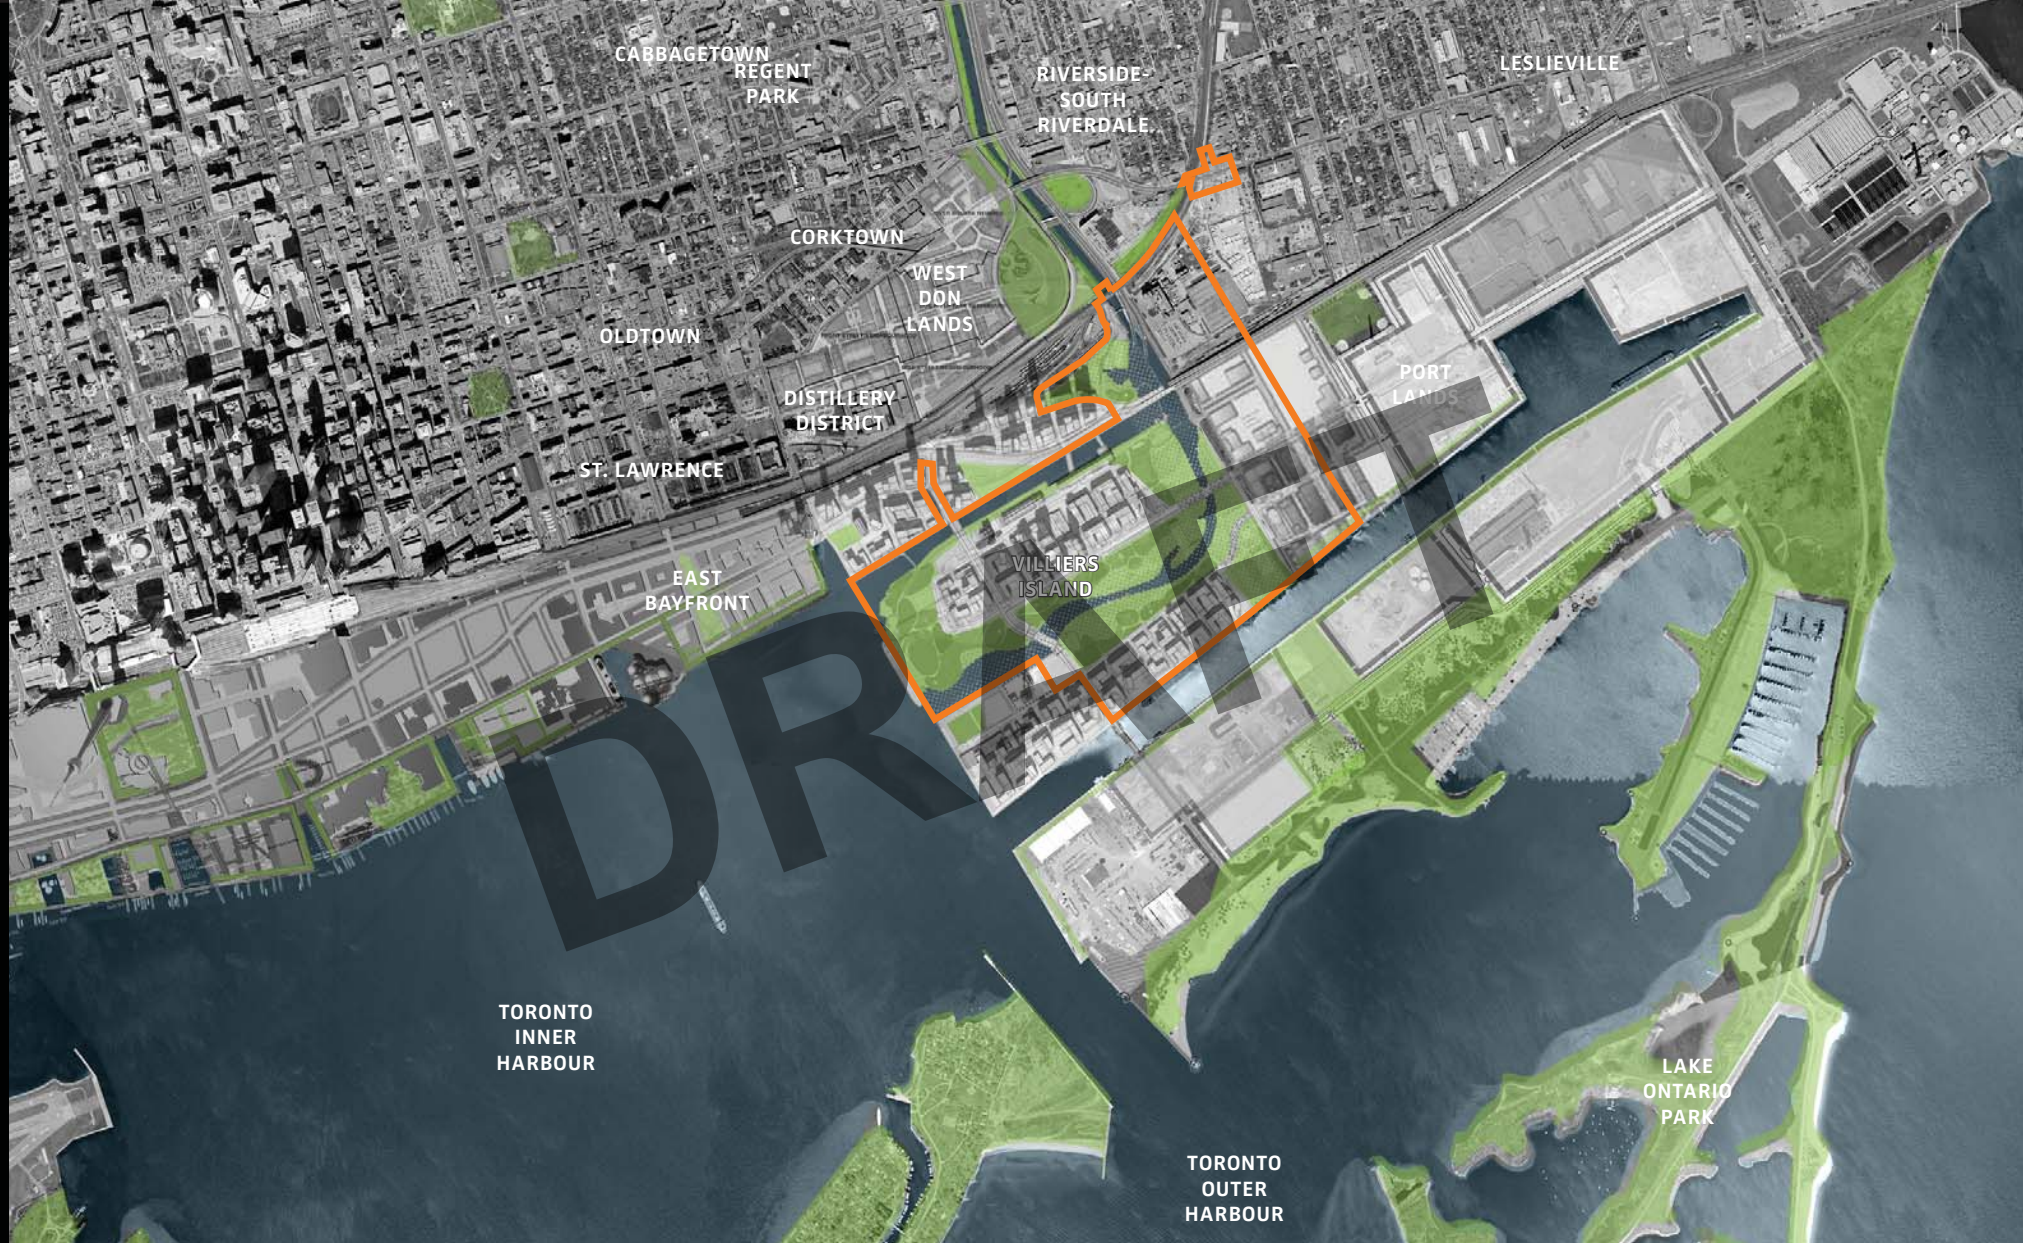 CABBAGETOWN
REGENT
PARK
RIVERSIDE-
SOUTH
RIVERDALE
LESLIEVILLE
CORKTOWN
WEST
DON
LANDS
OLDTOWN
DISTILLERY
DISTRICT
PORT
LANDS
ST. LAWRENCE
VILLIERS
ISLAND
EAST
BAYFRONT
DRAFT
TORONTO
INNER
HARBOUR
LAKE
ONTARIO
PARK
TORONTO
OUTER
HARBOUR